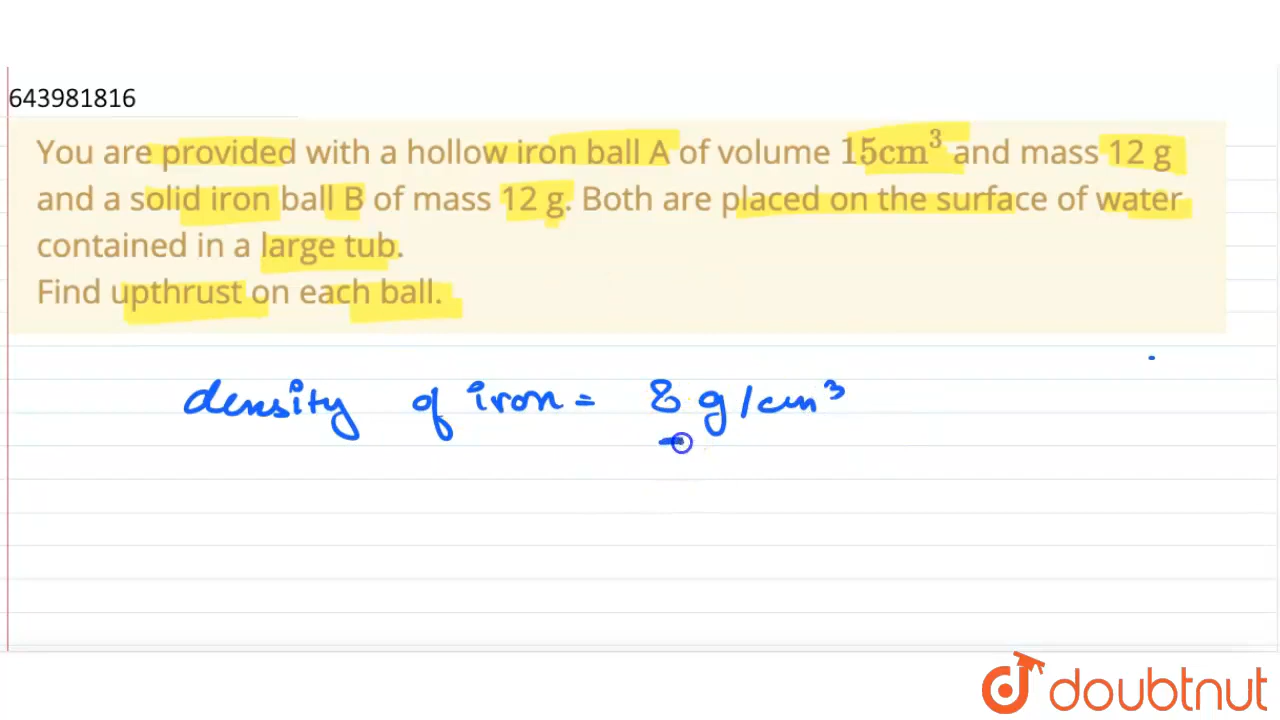 643981816
You are provided with a hollow iron ball A of volume 15cm³ and mass 12 g
and a solid iron ball B of mass 12 g. Both are placed on the surface of water
contained in a large tub.
Find upthrust on each ball.
density of iron = 8 g/cm³
doubtnut